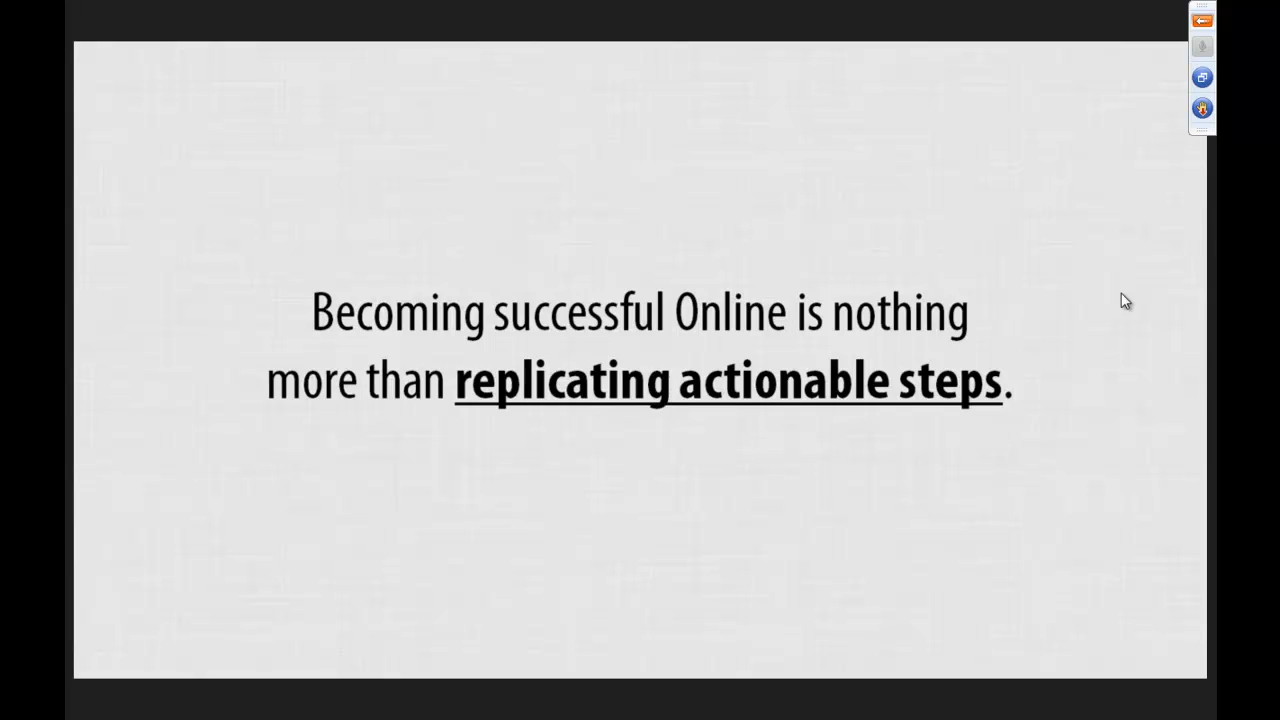 Becoming successful Online is nothing
more than replicating actionable steps.